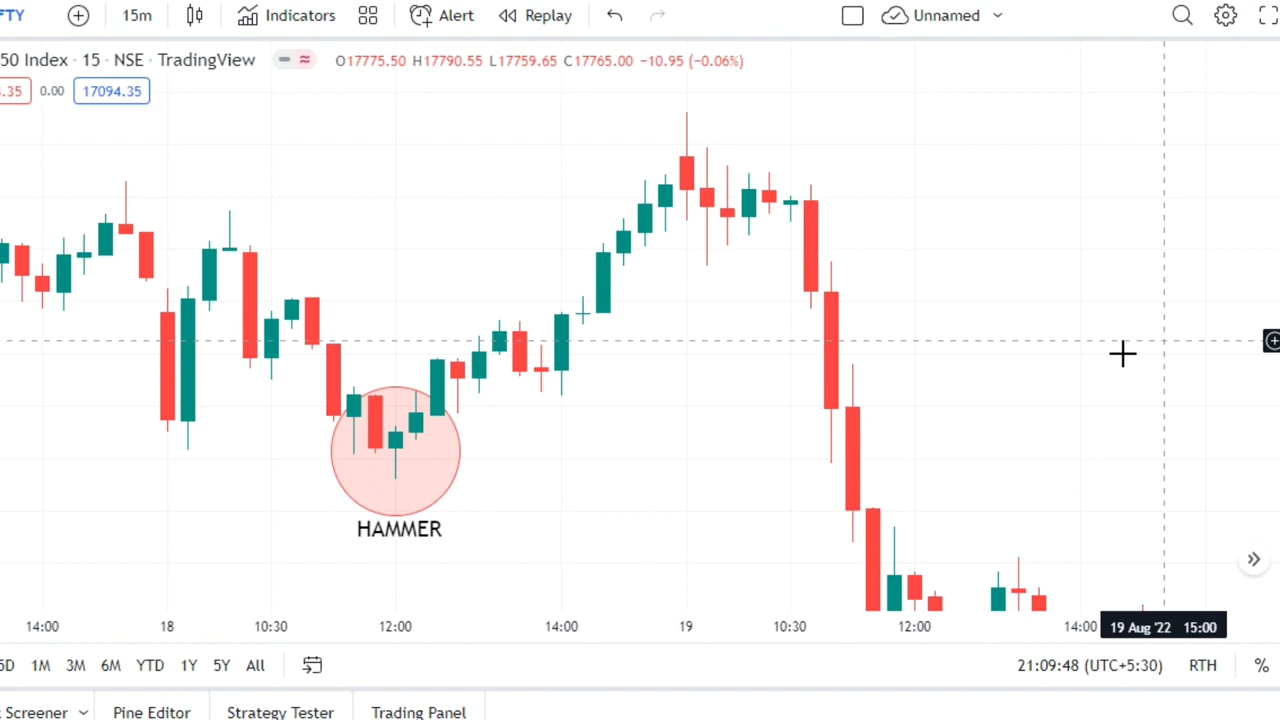 FTY 15m Indicators Alert Replay Unnamed
50 Index · 15 · NSE · TradingView O17775.50 H17790.55 L17759.65 C17765.00 −10.95 (−0.06%)
.35 0.00 17094.35
HAMMER
14:00 18 10:30 12:00 14:00 19 10:30 12:00 14:00 19 Aug '22 15:00
5D 1M 3M 6M YTD 1Y 5Y All 21:09:48 (UTC+5:30) RTH %
Screener Pine Editor Strategy Tester Trading Panel